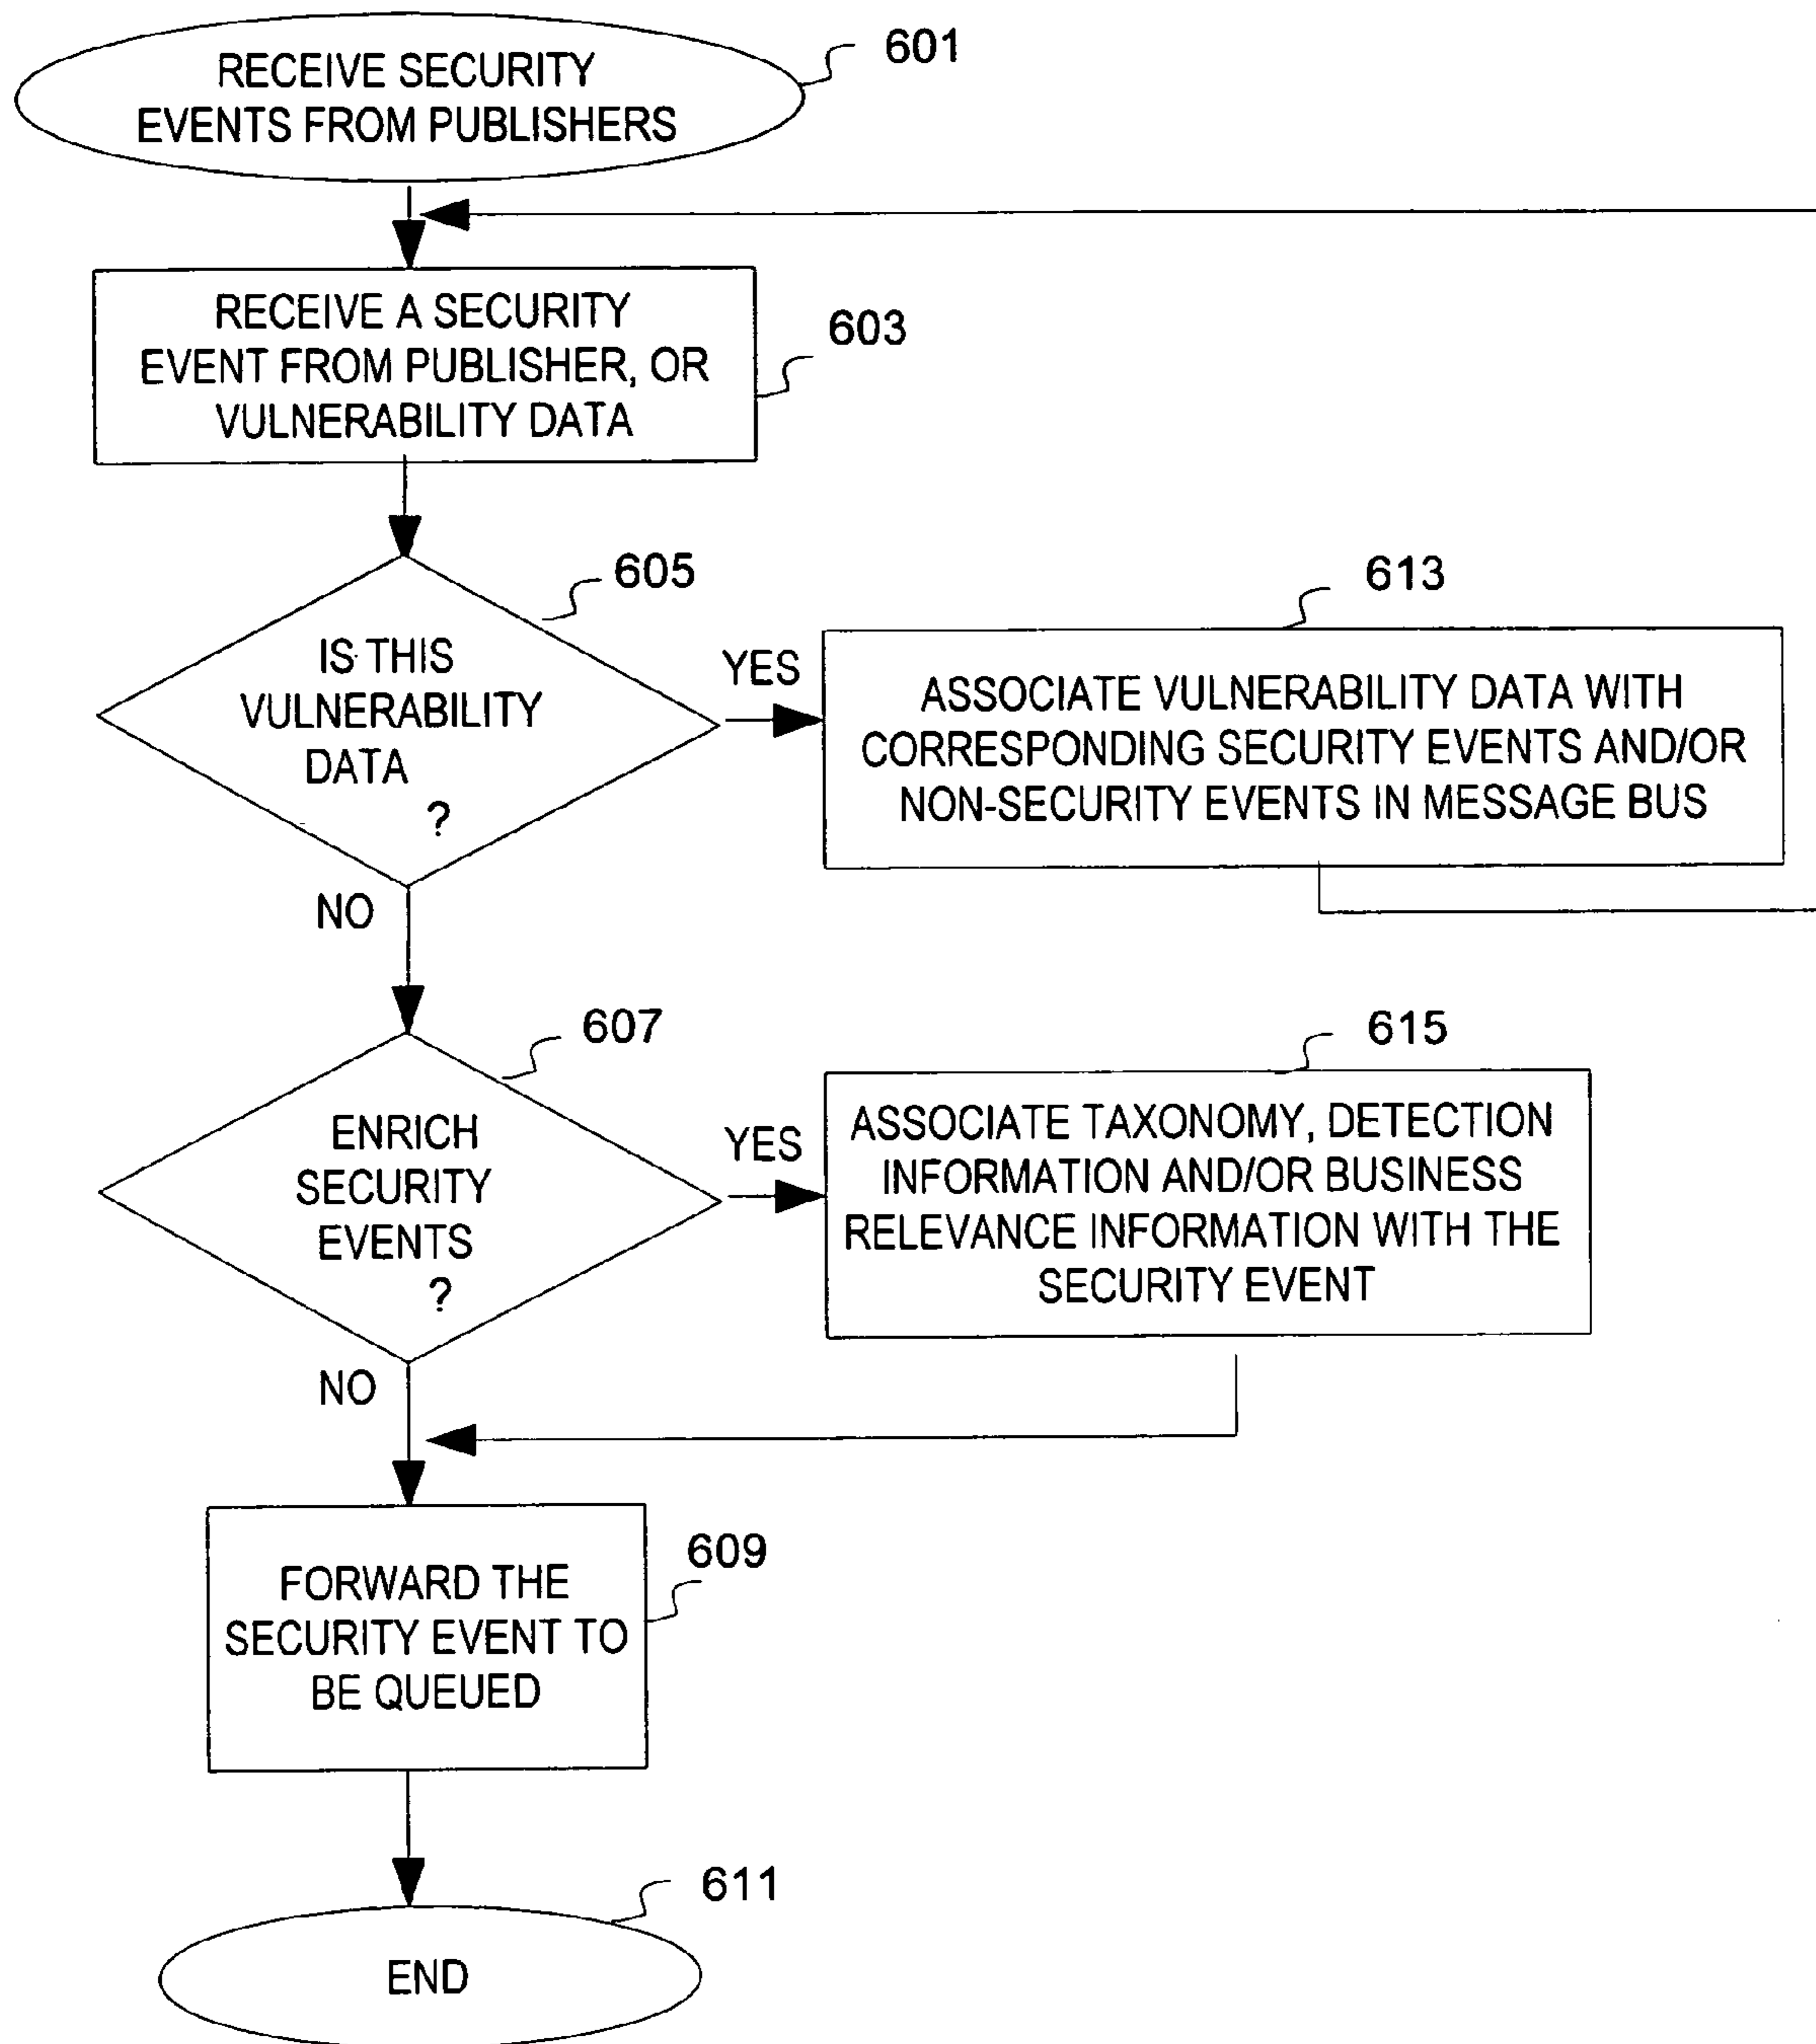 RECEIVE SECURITY
EVENTS FROM PUBLISHERS
601
RECEIVE A SECURITY
EVENT FROM PUBLISHER, OR
VULNERABILITY DATA
603
IS THIS
VULNERABILITY
DATA
?
605
YES
NO
613
ASSOCIATE VULNERABILITY DATA WITH
CORRESPONDING SECURITY EVENTS AND/OR
NON-SECURITY EVENTS IN MESSAGE BUS
ENRICH
SECURITY
EVENTS
?
607
YES
NO
615
ASSOCIATE TAXONOMY, DETECTION
INFORMATION AND/OR BUSINESS
RELEVANCE INFORMATION WITH THE
SECURITY EVENT
FORWARD THE
SECURITY EVENT TO
BE QUEUED
609
END
611